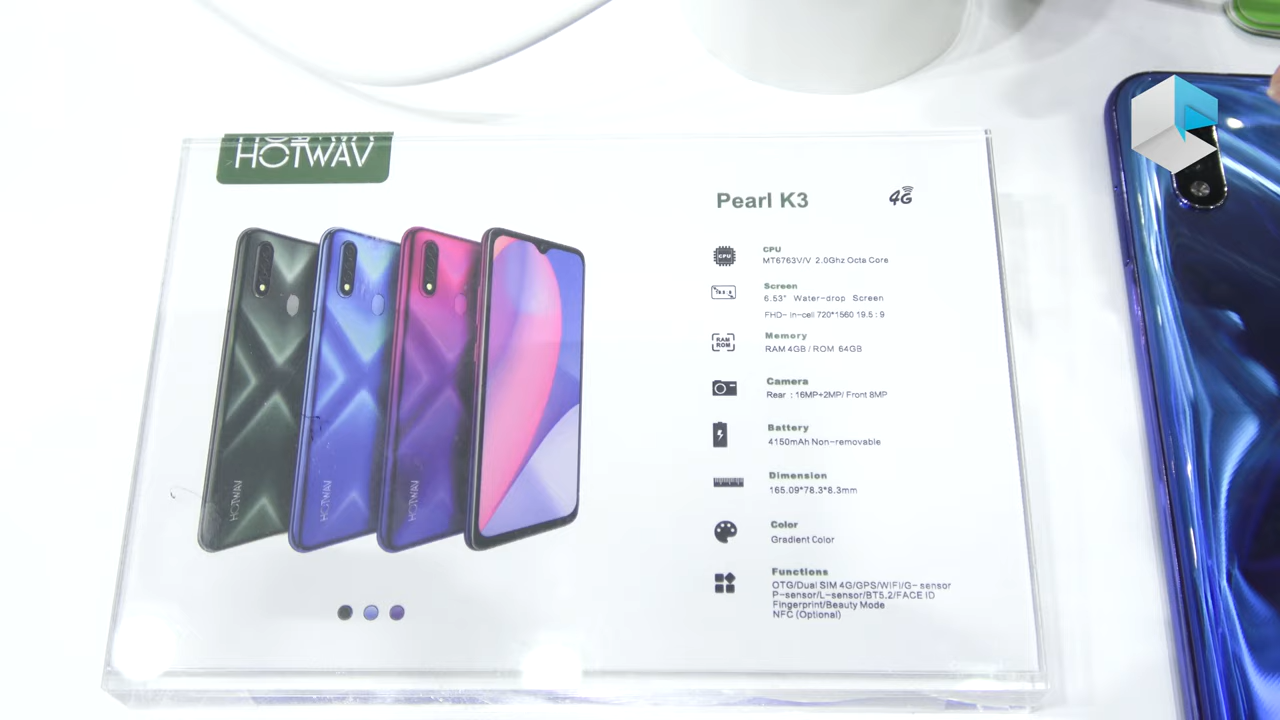 HOTWAV
Pearl K3
4G
CPU
CPU
MT6763V/V 2.0Ghz Octa Core
Screen
6.53" Water-drop Screen
FHD- In-cell 720*1560 19.5 : 9
RAM
ROM
Memory
RAM 4GB / ROM 64GB
Camera
Rear : 16MP+2MP/ Front 8MP
Battery
4150mAh Non-removable
Dimension
165.09*78.3*8.3mm
Color
Gradient Color
Functions
OTG/Dual SIM 4G/GPS/WIFI/G- sensor
P-sensor/L-sensor/BT5.2/FACE ID
Fingerprint/Beauty Mode
NFC (Optional)
HOTWAV
HOTWAV
HOTWAV